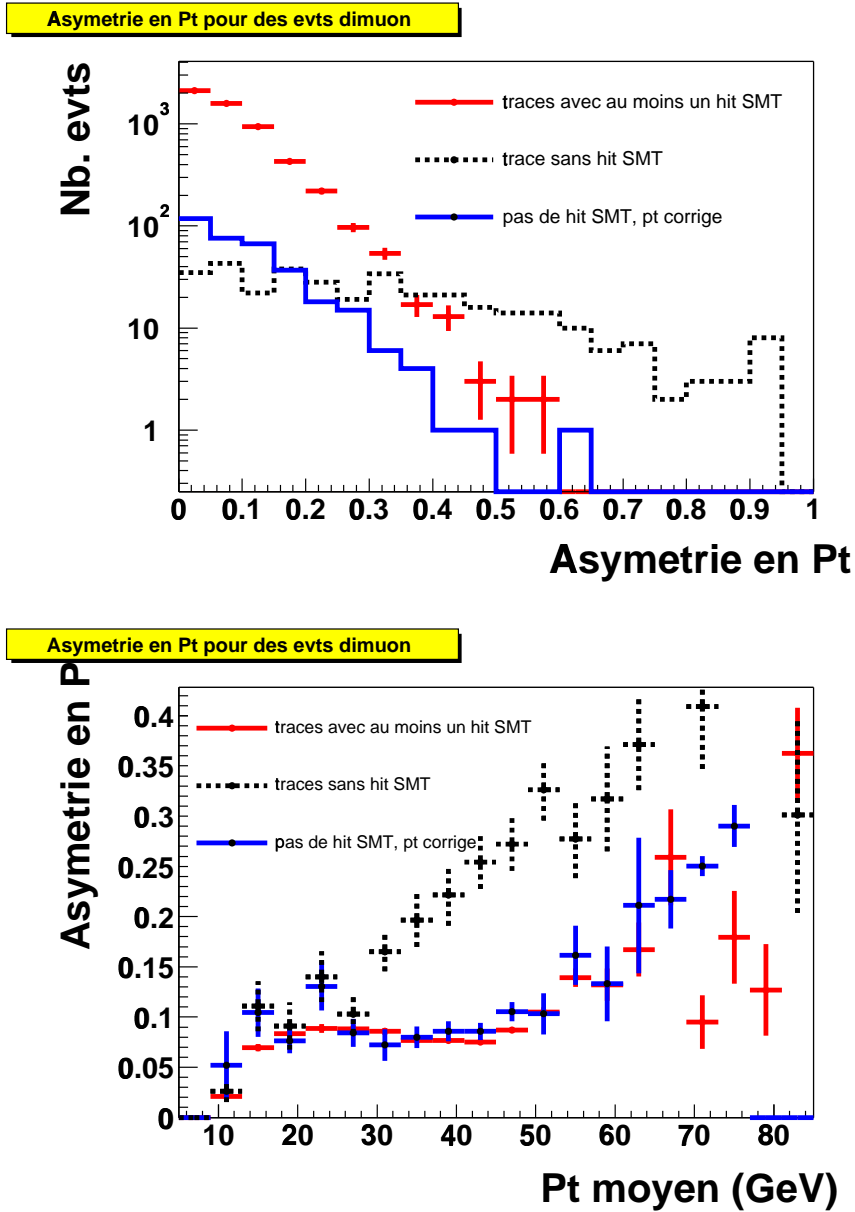 Asymetrie en Pt pour des evts dimuon
Nb. evts
10³
10²
10
1
traces avec au moins un hit SMT
trace sans hit SMT
pas de hit SMT, pt corrige
0 0.1 0.2 0.3 0.4 0.5 0.6 0.7 0.8 0.9 1
Asymetrie en Pt
Asymetrie en Pt pour des evts dimuon
Asymetrie en P
0.4
0.35
0.3
0.25
0.2
0.15
0.1
0.05
0
traces avec au moins un hit SMT
traces sans hit SMT
pas de hit SMT, pt corrige
10 20 30 40 50 60 70 80
Pt moyen (GeV)